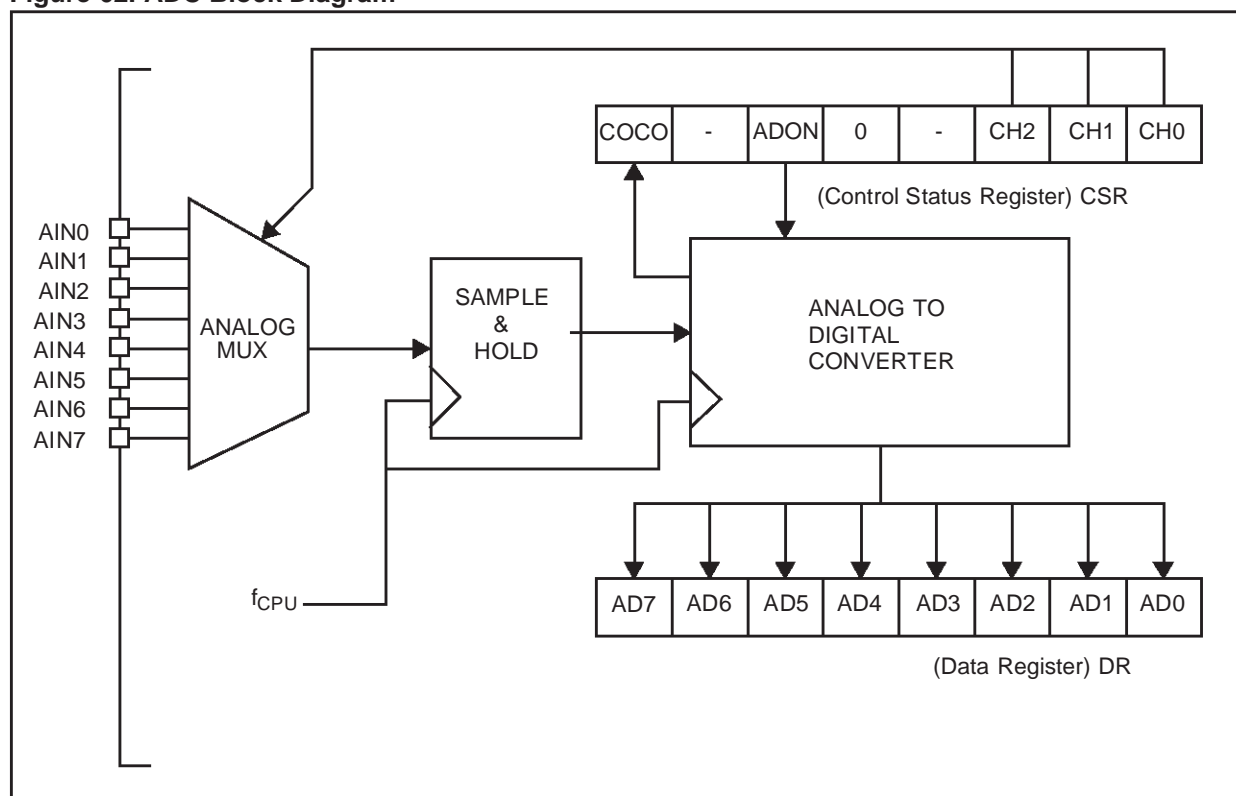 COCO - ADON 0 - CH2 CH1 CH0
(Control Status Register) CSR
AIN0
AIN1
AIN2
AIN3
AIN4
AIN5
AIN6
AIN7
ANALOG
MUX
SAMPLE
&
HOLD
ANALOG TO
DIGITAL
CONVERTER
fCPU
AD7 AD6 AD5 AD4 AD3 AD2 AD1 AD0
(Data Register) DR